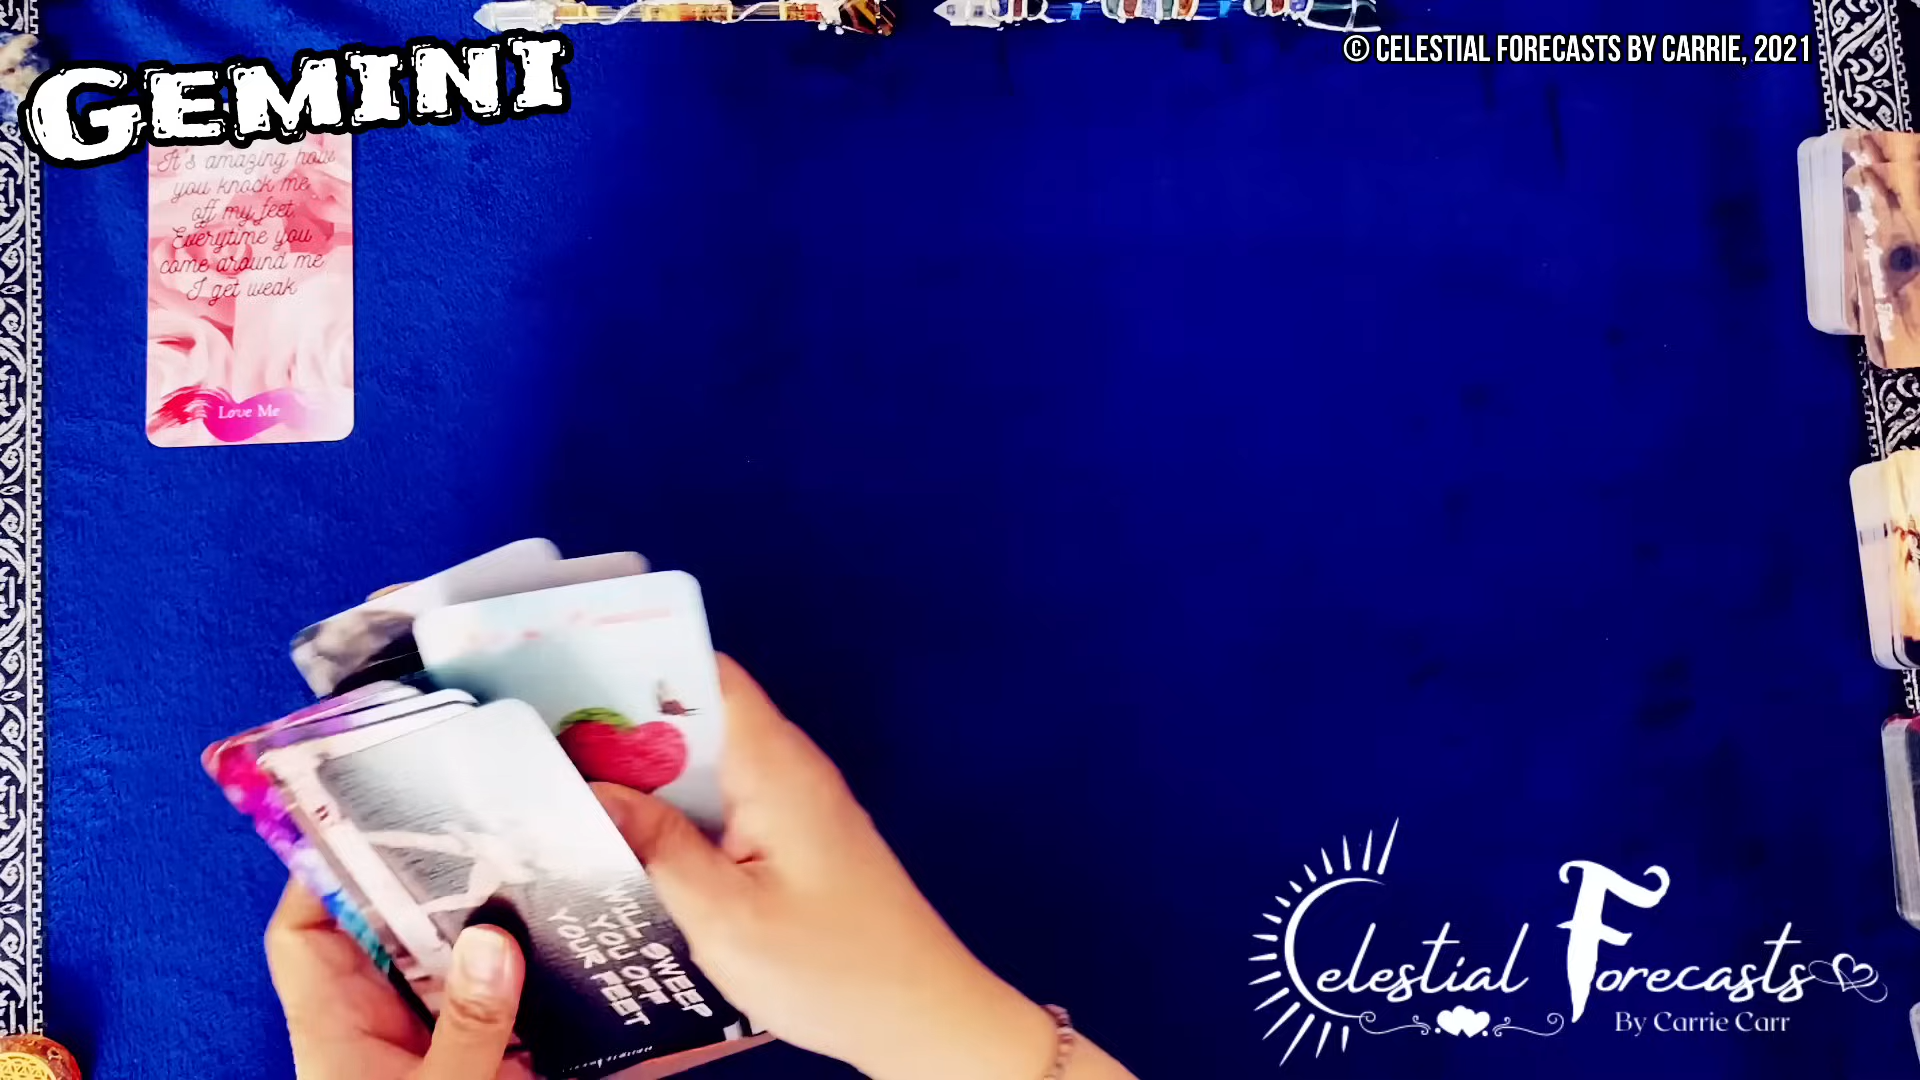 GEMINI
© CELESTIAL FORECASTS BY CARRIE, 2021
It's amazing how
you knock me
off my feet.
Everytime you
come around me
I get weak
Love Me
WILL SWEEP
YOU OFF
YOUR FEET
Celestial Forecasts
By Carrie Carr